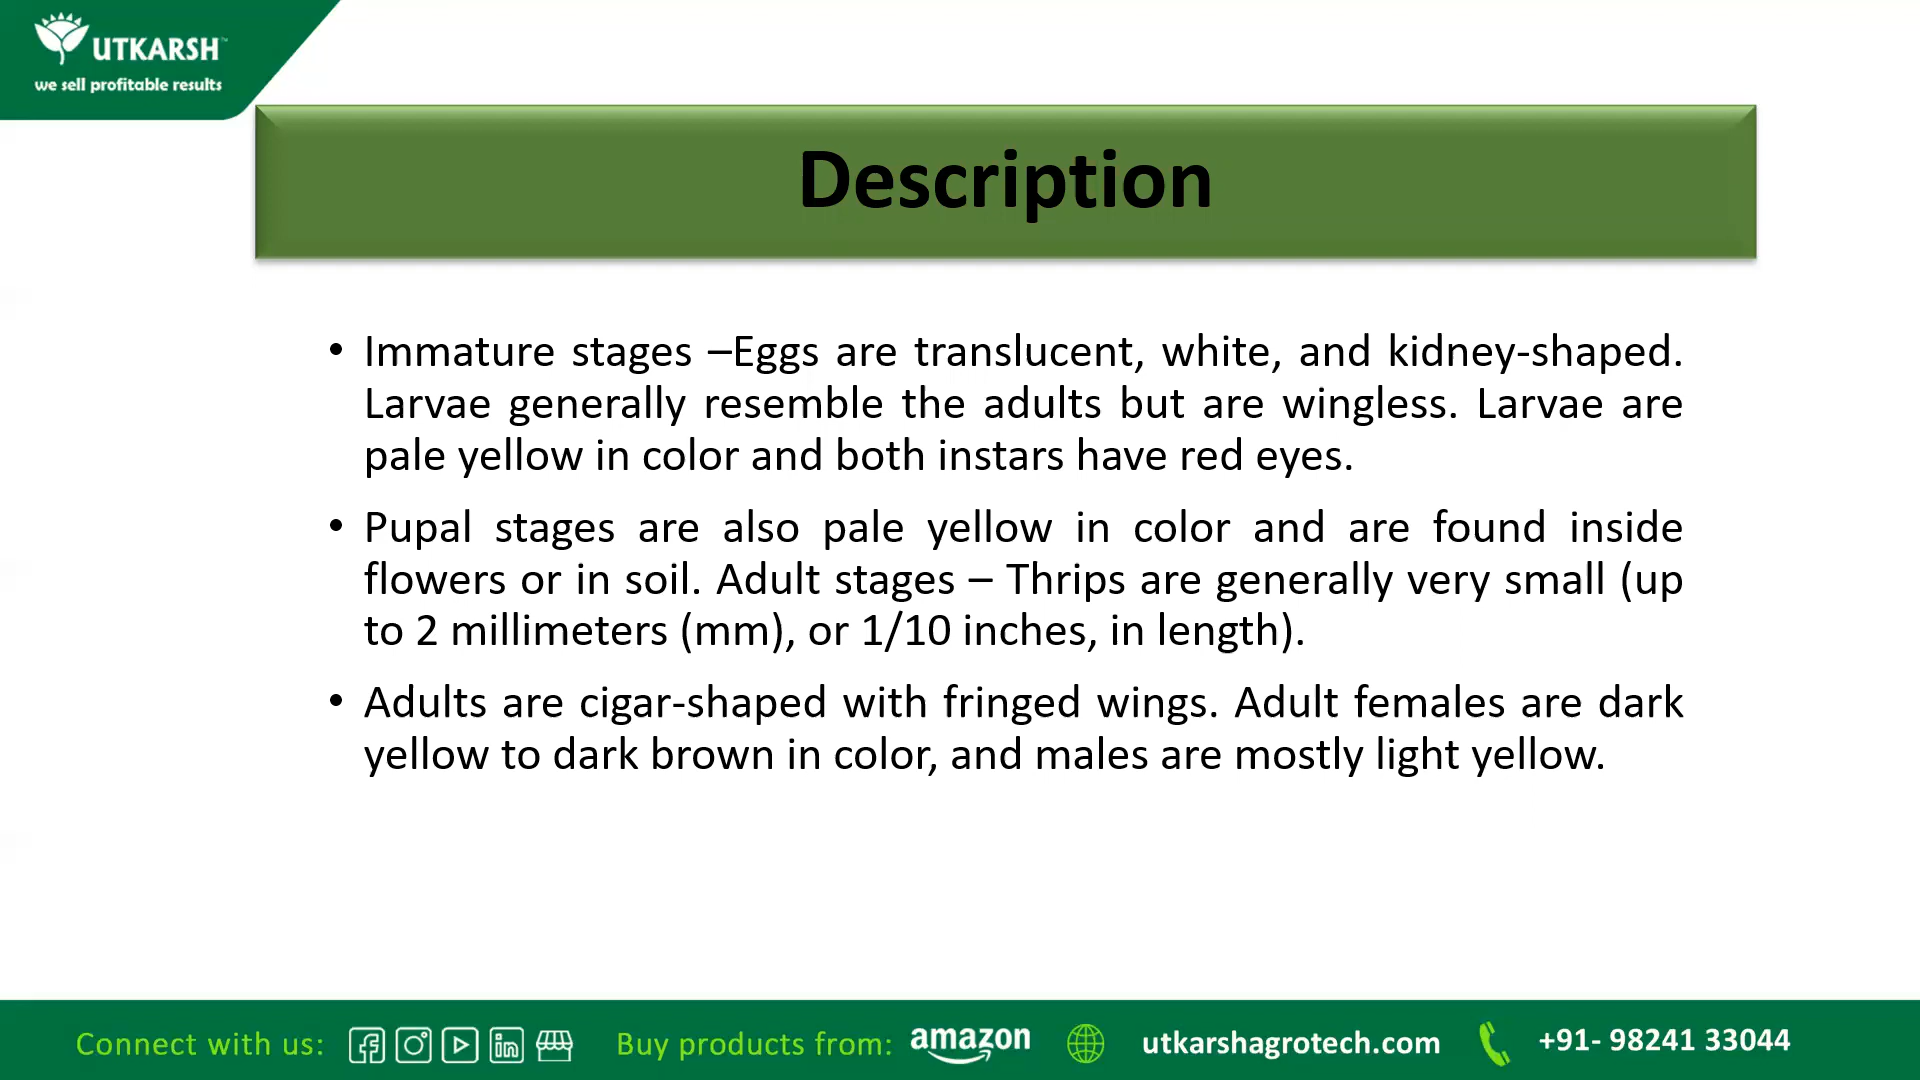 UTKARSH™
we sell profitable results
Description
• Immature stages –Eggs are translucent, white, and kidney-shaped.
Larvae generally resemble the adults but are wingless. Larvae are
pale yellow in color and both instars have red eyes.
• Pupal stages are also pale yellow in color and are found inside
flowers or in soil. Adult stages – Thrips are generally very small (up
to 2 millimeters (mm), or 1/10 inches, in length).
• Adults are cigar-shaped with fringed wings. Adult females are dark
yellow to dark brown in color, and males are mostly light yellow.
Connect with us: Buy products from: amazon utkarshagrotech.com +91- 98241 33044